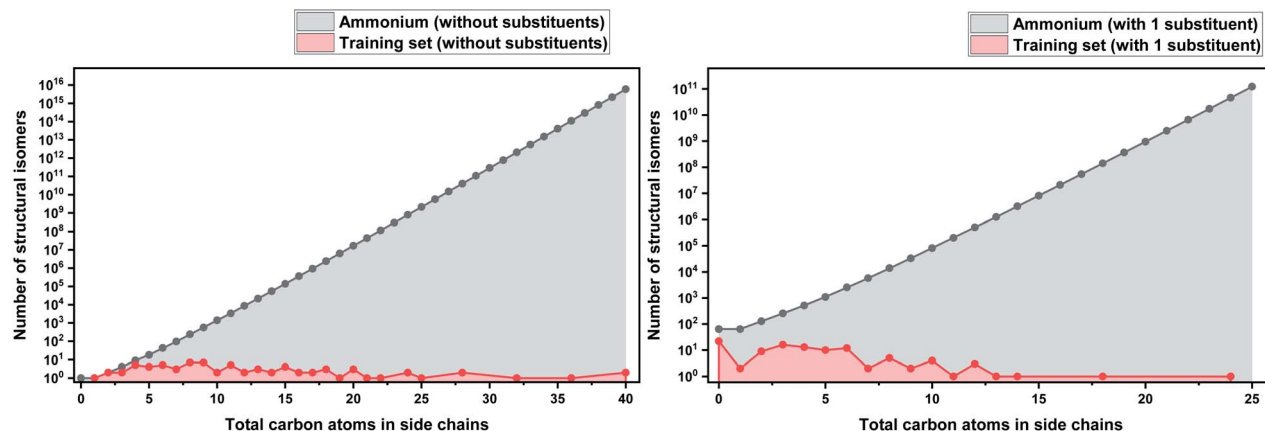 Ammonium (without substituents)
Training set (without substituents)
Number of structural isomers
10^16
10^15
10^14
10^13
10^12
10^11
10^10
10^9
10^8
10^7
10^6
10^5
10^4
10^3
10^2
10^1
10^0
0 5 10 15 20 25 30 35 40
Total carbon atoms in side chains
Ammonium (with 1 substituent)
Training set (with 1 substituent)
Number of structural isomers
10^11
10^10
10^9
10^8
10^7
10^6
10^5
10^4
10^3
10^2
10^1
10^0
0 5 10 15 20 25
Total carbon atoms in side chains